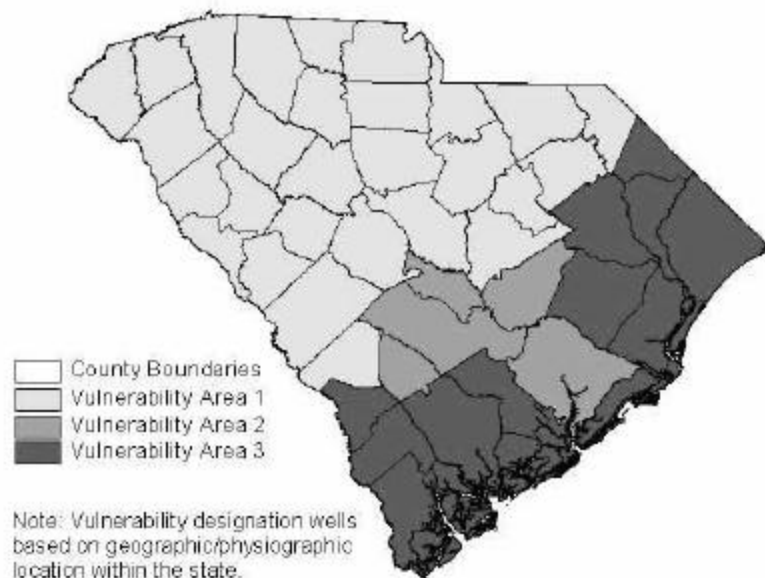 County Boundaries
Vulnerability Area 1
Vulnerability Area 2
Vulnerability Area 3
Note: Vulnerability designation wells
based on geographic/physiographic
location within the state.